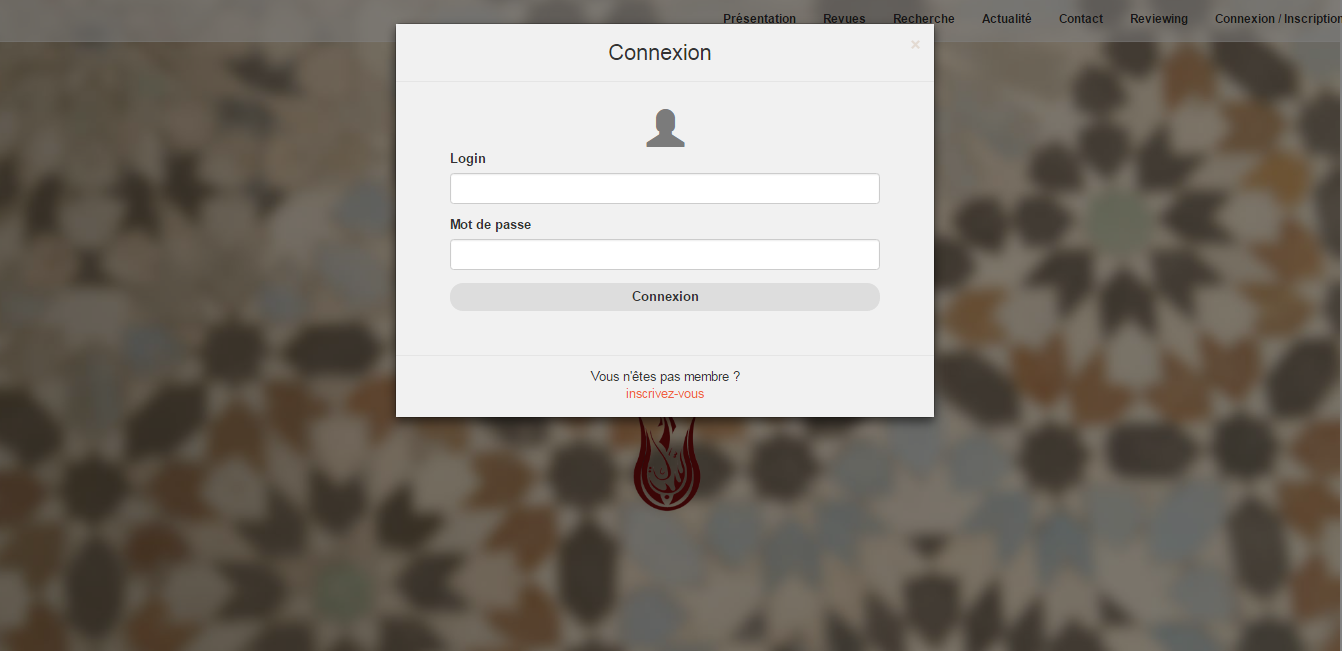 Présentation Revues Recherche Actualité Contact Reviewing Connexion / Inscription
Connexion ×
Login
Mot de passe
Connexion
Vous n'êtes pas membre ?
inscrivez-vous